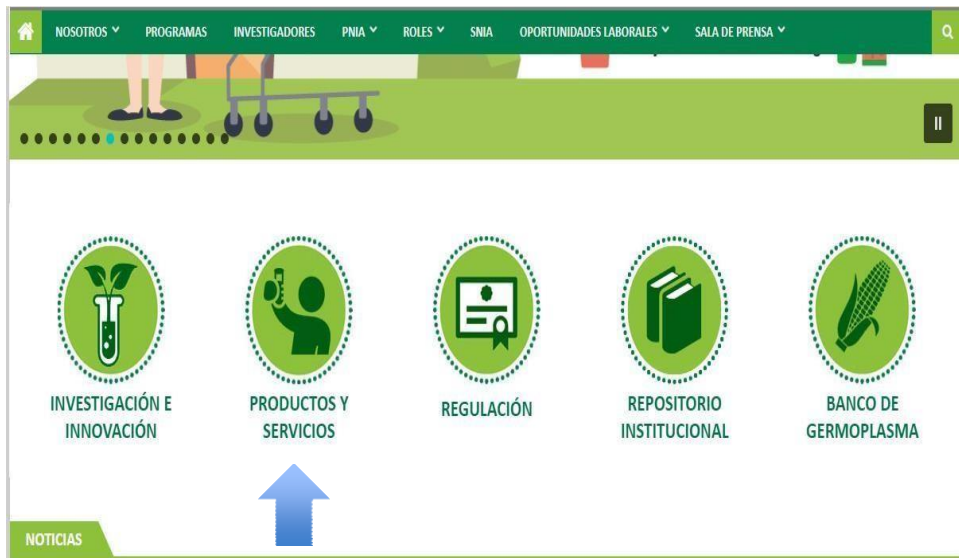 NOSOTROS PROGRAMAS INVESTIGADORES PNIA ROLES SNIA OPORTUNIDADES LABORALES SALA DE PRENSA
INVESTIGACIÓN E
INNOVACIÓN
PRODUCTOS Y
SERVICIOS
REGULACIÓN
REPOSITORIO
INSTITUCIONAL
BANCO DE
GERMOPLASMA
NOTICIAS